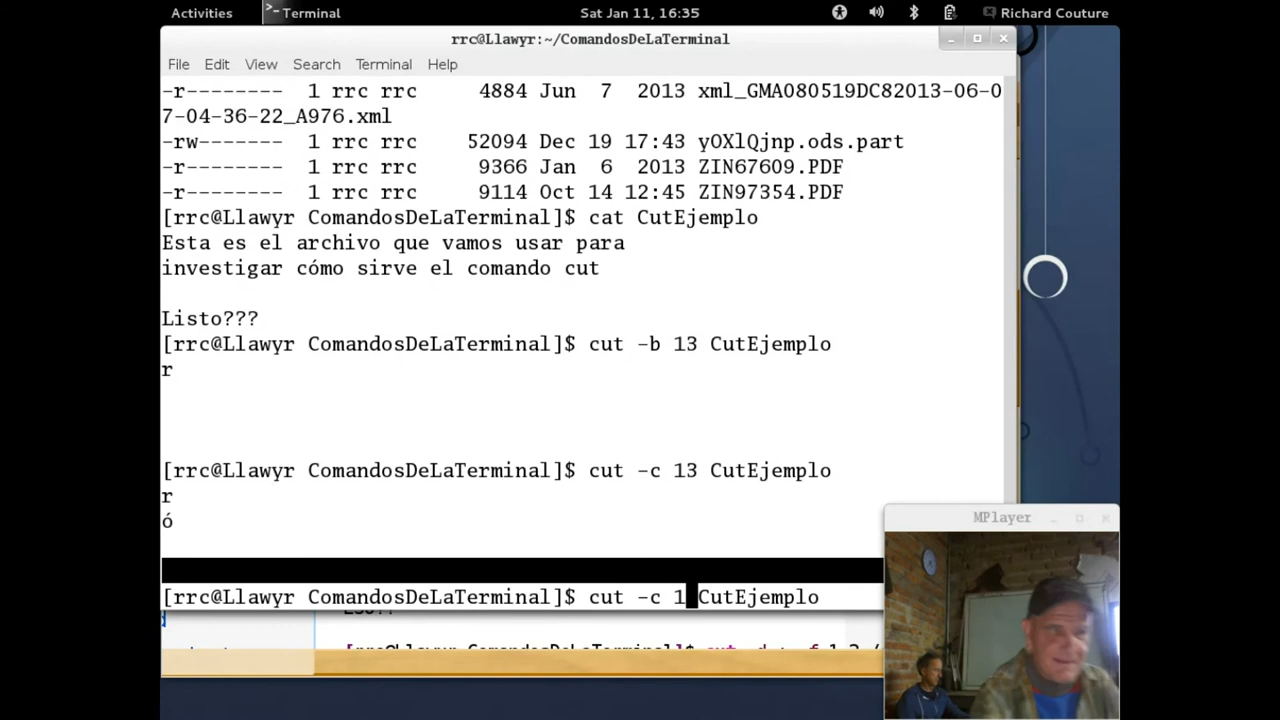 Activities Terminal Sat Jan 11, 16:35 Richard Couture
rrc@Llawyr:~/ComandosDeLaTerminal
File Edit View Search Terminal Help
-r-------- 1 rrc rrc 4884 Jun 7 2013 xml_GMA080519DC82013-06-0
7-04-36-22_A976.xml
-rw------- 1 rrc rrc 52094 Dec 19 17:43 yOXlQjnp.ods.part
-r-------- 1 rrc rrc 9366 Jan 6 2013 ZIN67609.PDF
-r-------- 1 rrc rrc 9114 Oct 14 12:45 ZIN97354.PDF
[rrc@Llawyr ComandosDeLaTerminal]$ cat CutEjemplo
Esta es el archivo que vamos usar para
investigar cómo sirve el comando cut
Listo???
[rrc@Llawyr ComandosDeLaTerminal]$ cut -b 13 CutEjemplo
r
[rrc@Llawyr ComandosDeLaTerminal]$ cut -c 13 CutEjemplo
r
ó
MPlayer
[rrc@Llawyr ComandosDeLaTerminal]$ cut -c 1 CutEjemplo